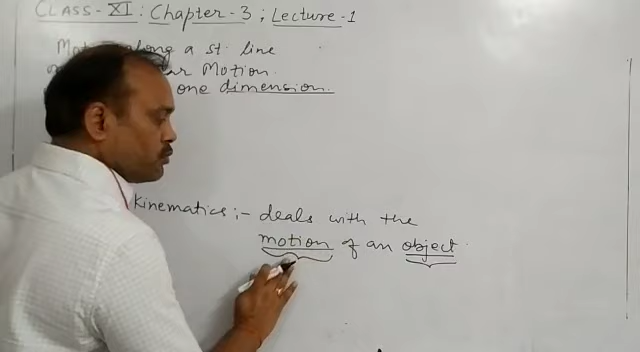 CLASS - XI : Chapter - 3 ; Lecture - 1
along a st. line
Motion
one dimension.
Kinematics :- deals with the
motion of an object.